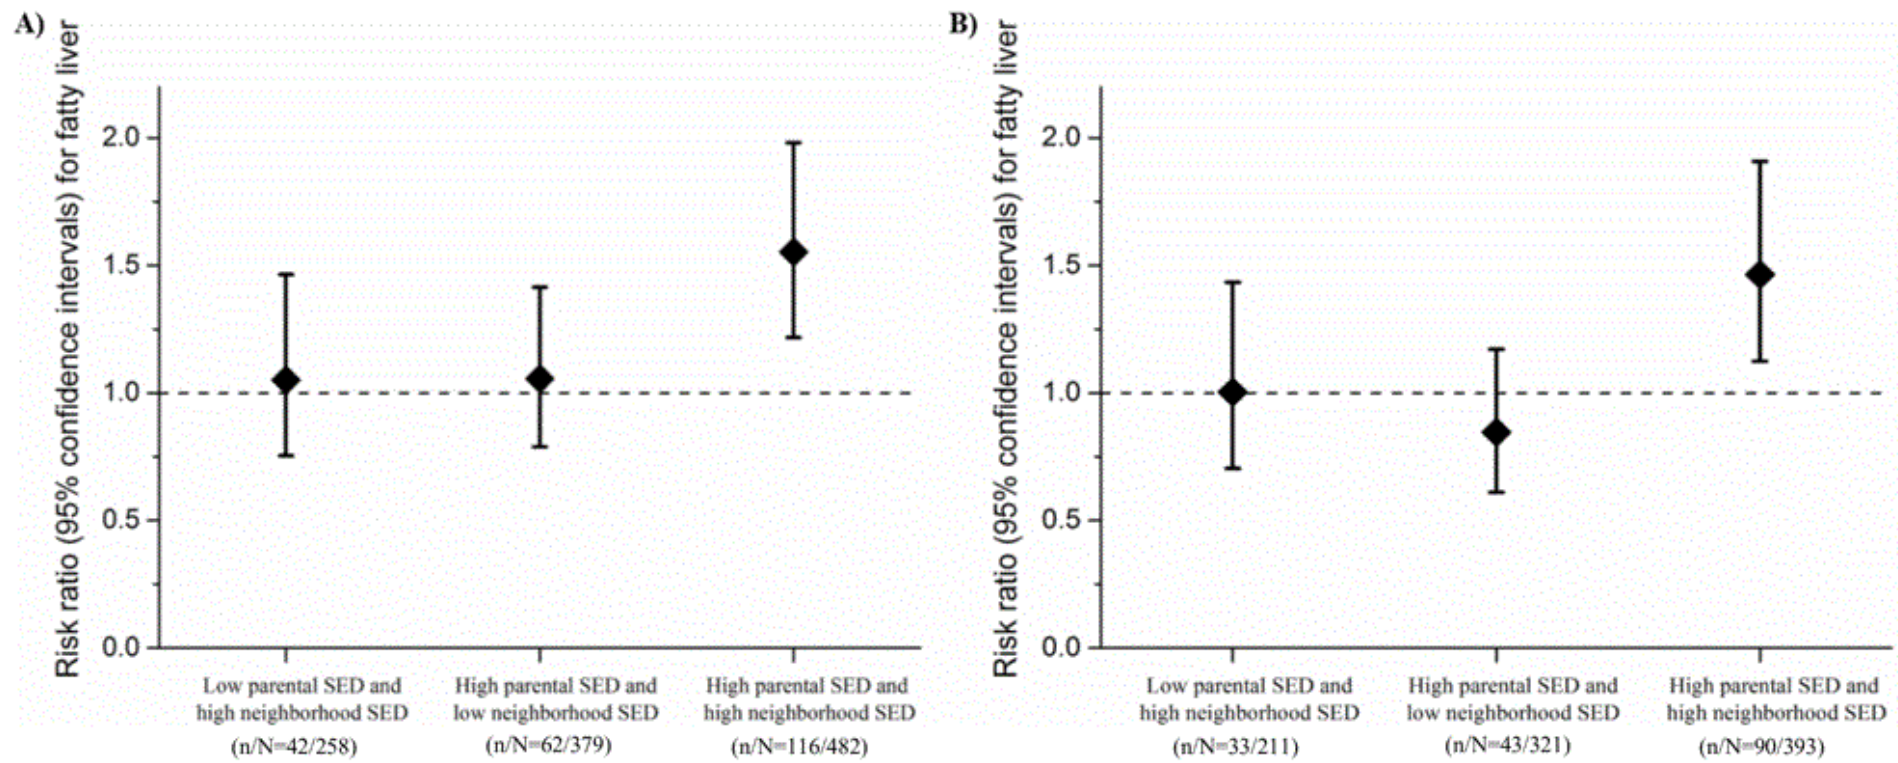 A)
Risk ratio (95% confidence intervals) for fatty liver
2.0
1.5
1.0
0.5
0.0
Low parental SED and
high neighborhood SED
(n/N=42/258)
High parental SED and
low neighborhood SED
(n/N=62/379)
High parental SED and
high neighborhood SED
(n/N=116/482)
B)
Risk ratio (95% confidence intervals) for fatty liver
2.0
1.5
1.0
0.5
0.0
Low parental SED and
high neighborhood SED
(n/N=33/211)
High parental SED and
low neighborhood SED
(n/N=43/321)
High parental SED and
high neighborhood SED
(n/N=90/393)